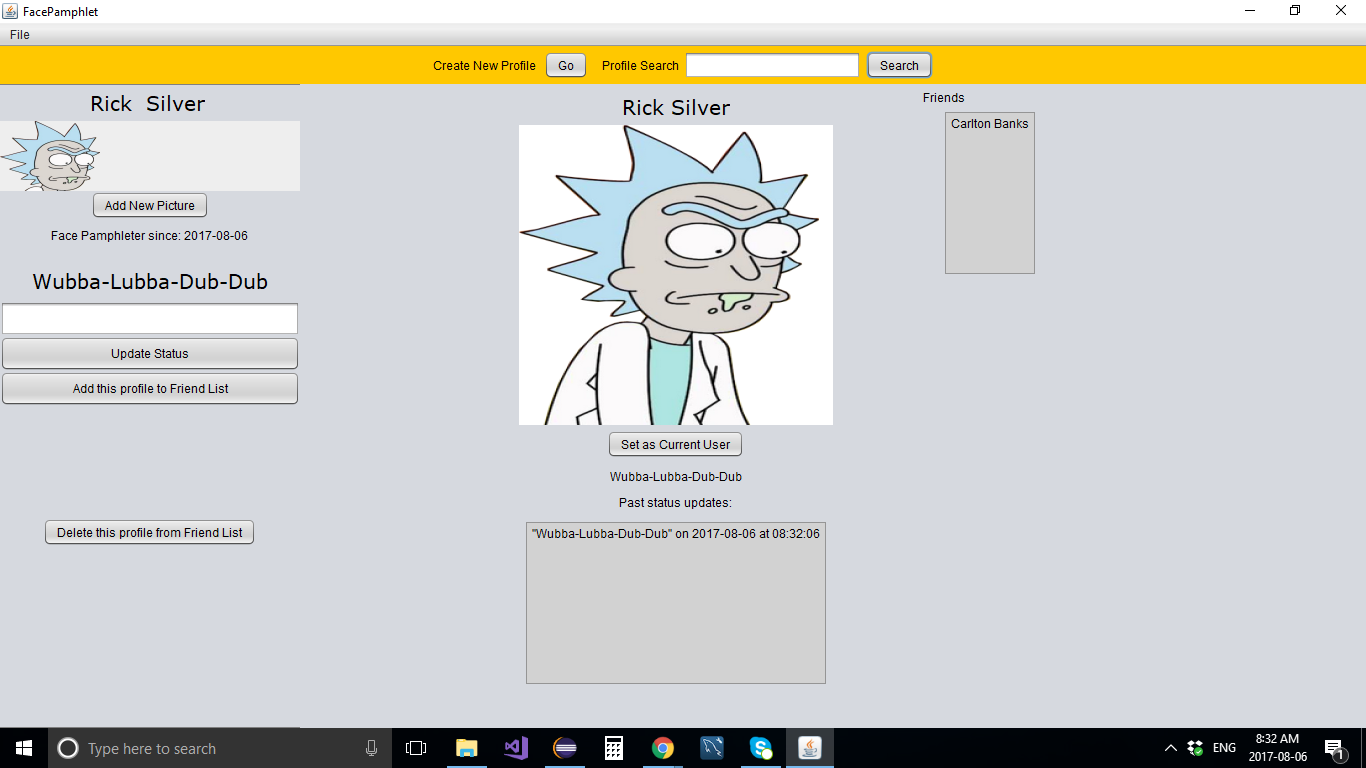 FacePamphlet
File
Create New Profile Go Profile Search Search
Rick  Silver
Add New Picture
Face Pamphleter since: 2017-08-06
Wubba-Lubba-Dub-Dub
Update Status
Add this profile to Friend List
Delete this profile from Friend List
Rick Silver
Set as Current User
Wubba-Lubba-Dub-Dub
Past status updates:
"Wubba-Lubba-Dub-Dub" on 2017-08-06 at 08:32:06
Friends
Carlton Banks
Type here to search
ENG
8:32 AM
2017-08-06
1